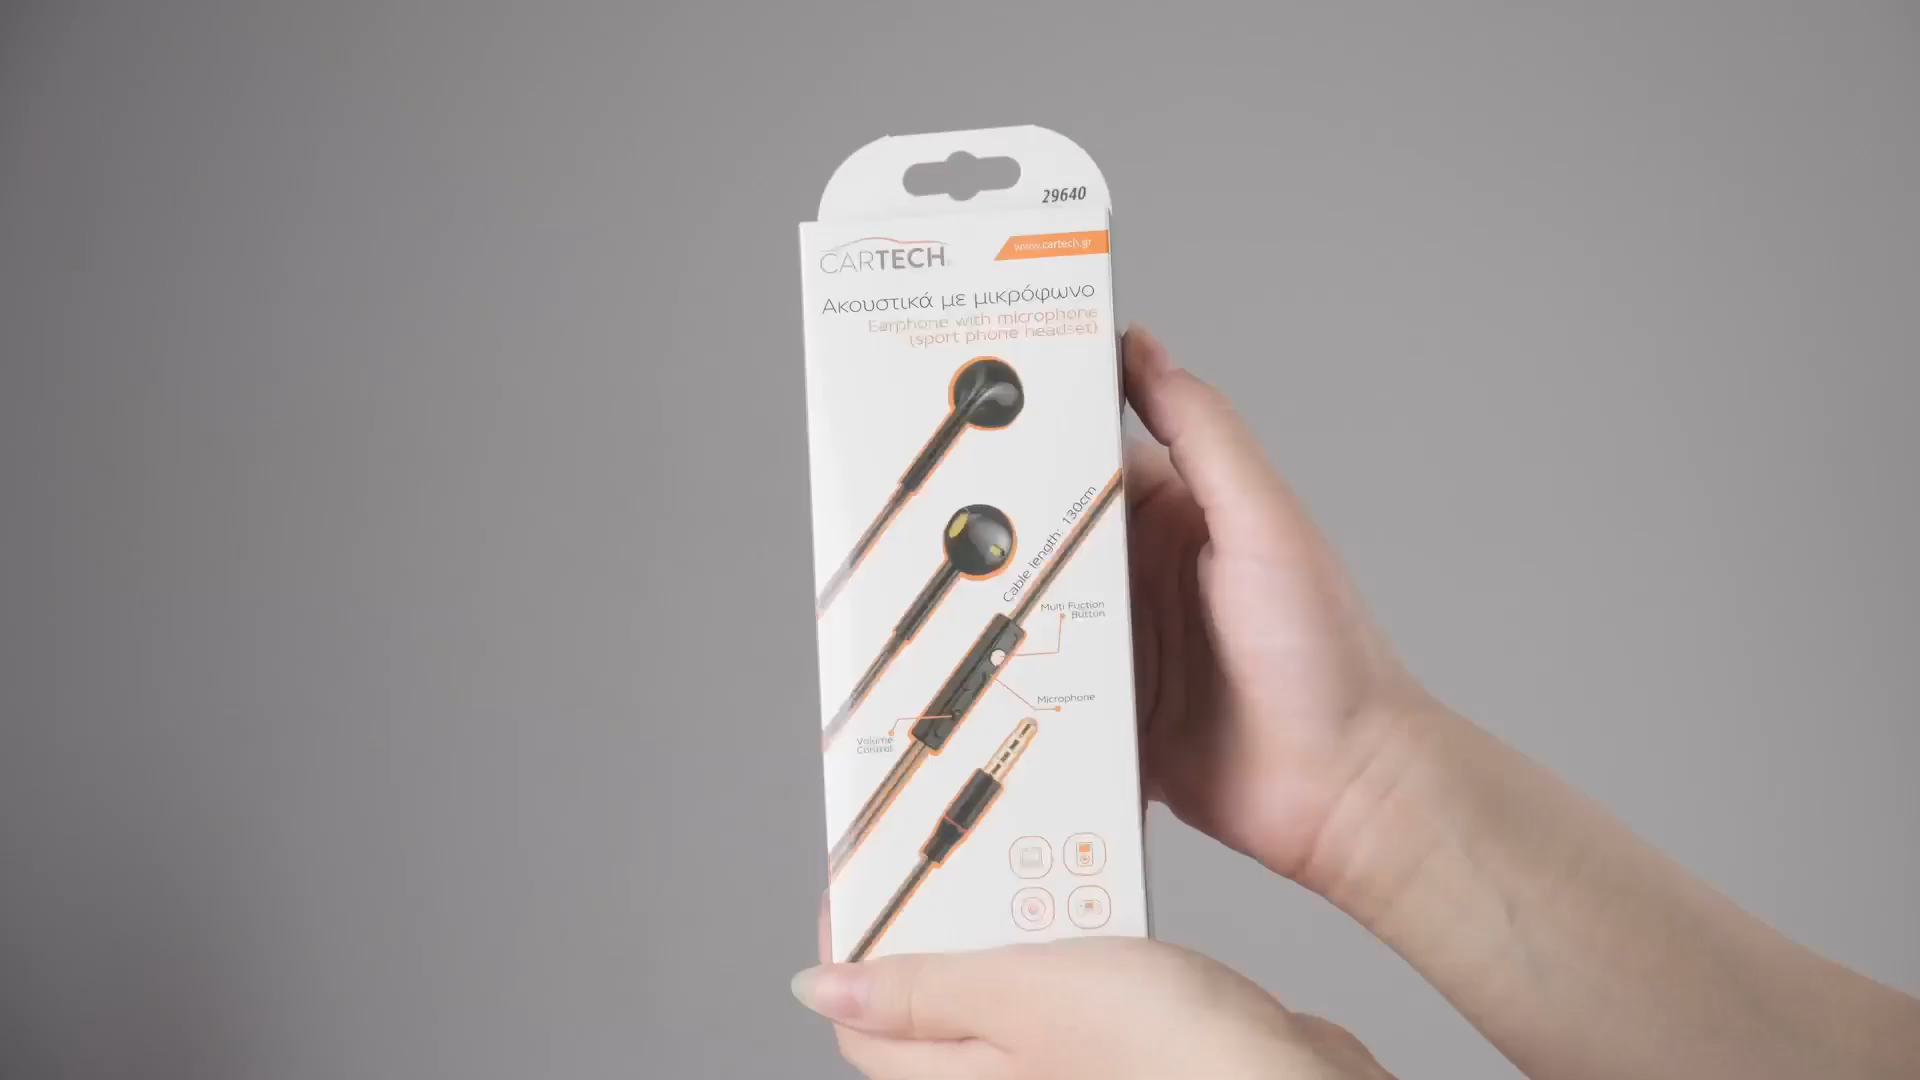 29640
CARTECH
www.cartech.gr
Ακουστικά με μικρόφωνο
Earphone with microphone
(sport phone headset)
Cable length: 130cm
Multi Fuction
Button
Microphone
Volume
Control